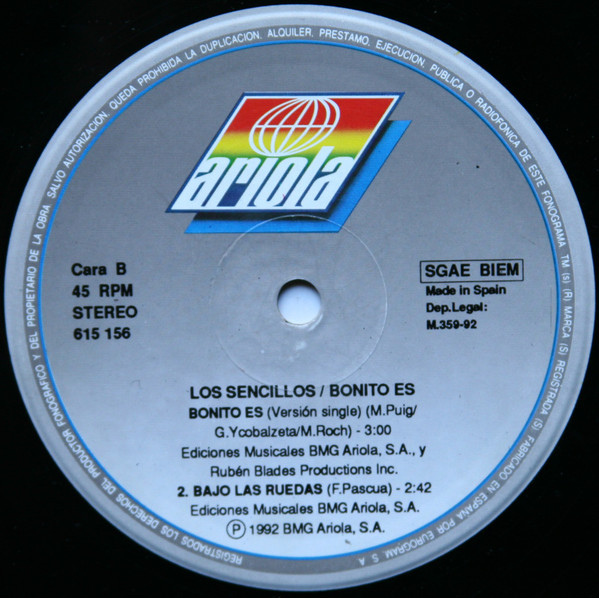 REGISTRADOS LOS DERECHOS DEL PRODUCTOR FONOGRAFICO Y DEL PROPIETARIO DE LA OBRA SALVO AUTORIZACION. QUEDA PROHIBIDA LA DUPLICACION, ALQUILER, PRESTAMO, EJECUCION, PUBLICA O RADIOFONICA DE ESTE FONOGRAMA TM (s) (R) MARCA (S) REGISTRADA (S) FABRICADO EN ESPAÑA POR EUROGRAM, S. A
ariola
Cara B
45 RPM
STEREO
615 156
SGAE BIEM
Made in Spain
Dep.Legal:
M.359-92
LOS SENCILLOS / BONITO ES
BONITO ES (Versión single) (M.Puig/
G.Ycobalzeta/M.Roch) - 3:00
Ediciones Musicales BMG Ariola, S.A., y
Rubén Blades Productions Inc.
2. BAJO LAS RUEDAS (F.Pascua) - 2:42
Ediciones Musicales BMG Ariola, S.A.
Ⓟ 1992 BMG Ariola, S.A.